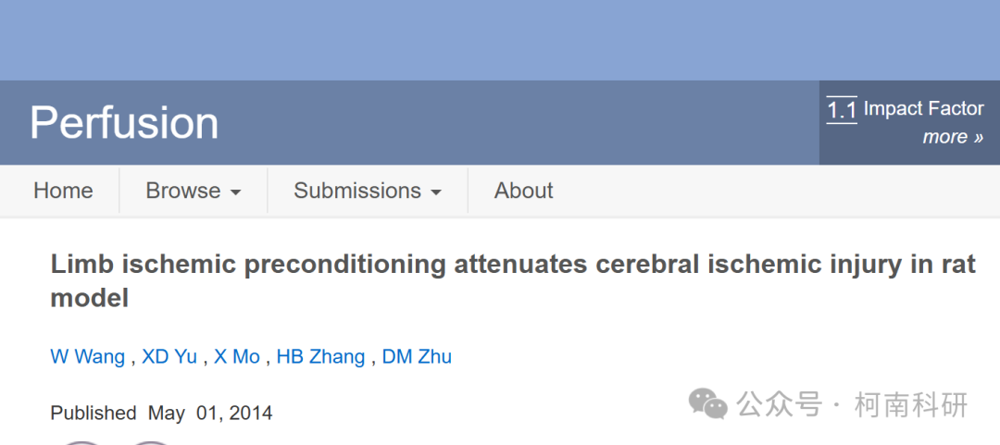 Perfusion
1.1 Impact Factor
more »
Home Browse Submissions About
Limb ischemic preconditioning attenuates cerebral ischemic injury in rat
model
W Wang , XD Yu , X Mo , HB Zhang , DM Zhu
Published May 01, 2014
公众号 · 柯南科研